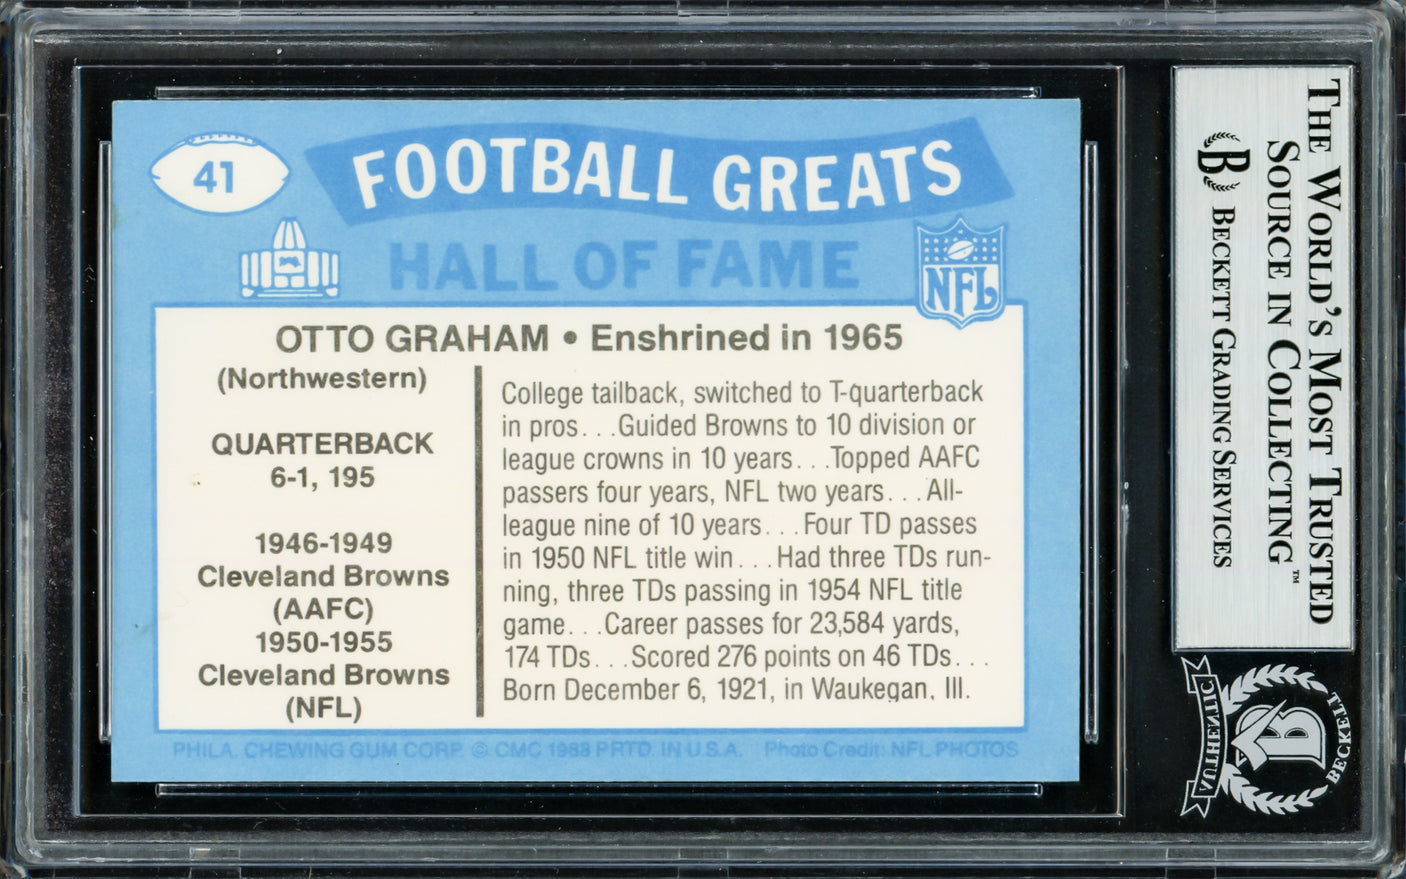 41
FOOTBALL GREATS
HALL OF FAME
NFL
OTTO GRAHAM • Enshrined in 1965
(Northwestern)
QUARTERBACK
6-1, 195
1946-1949
Cleveland Browns
(AAFC)
1950-1955
Cleveland Browns
(NFL)
College tailback, switched to T-quarterback
in pros. . .Guided Browns to 10 division or
league crowns in 10 years. . .Topped AAFC
passers four years, NFL two years. . .All-
league nine of 10 years. . .Four TD passes
in 1950 NFL title win. . .Had three TDs run-
ning, three TDs passing in 1954 NFL title
game. . .Career passes for 23,584 yards,
174 TDs. . .Scored 276 points on 46 TDs. . .
Born December 6, 1921, in Waukegan, Ill.
PHILA. CHEWING GUM CORP. © CMC 1988 PRTD. IN U.S.A. Photo Credit: NFL PHOTOS
THE WORLD'S MOST TRUSTED
SOURCE IN COLLECTING™
B BECKETT GRADING SERVICES
AUTHENTIC
B
BECKETT